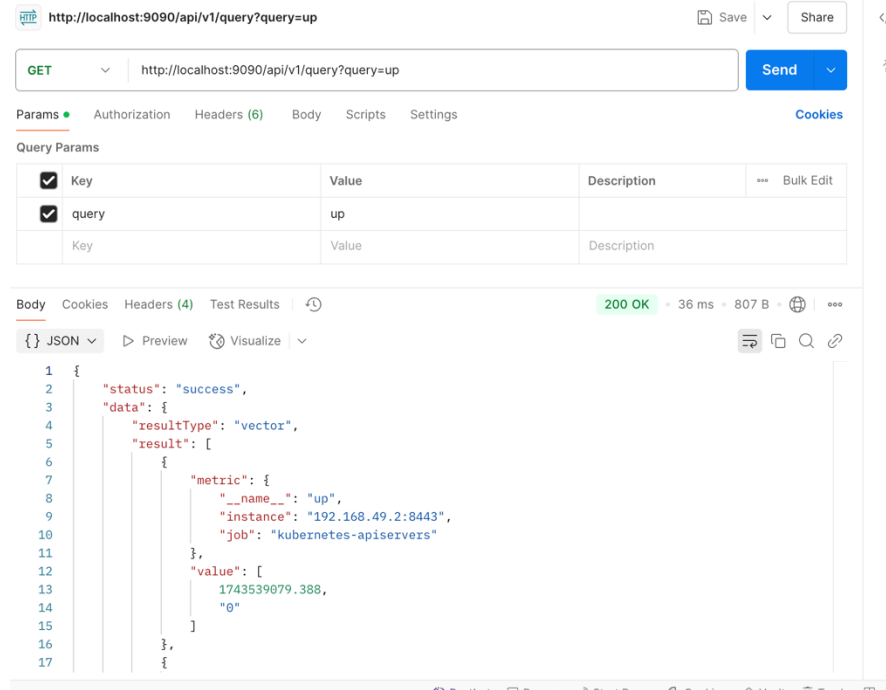 HTTP http://localhost:9090/api/v1/query?query=up Save Share
GET http://localhost:9090/api/v1/query?query=up Send
Params Authorization Headers (6) Body Scripts Settings Cookies
Query Params
Key Value Description Bulk Edit
query up
Key Value Description
Body Cookies Headers (4) Test Results 200 OK 36 ms 807 B
{} JSON Preview Visualize
1 {
2 "status": "success",
3 "data": {
4 "resultType": "vector",
5 "result": [
6 {
7 "metric": {
8 "__name__": "up",
9 "instance": "192.168.49.2:8443",
10 "job": "kubernetes-apiservers"
11 },
12 "value": [
13 1743539079.388,
14 "0"
15 ]
16 },
17 {